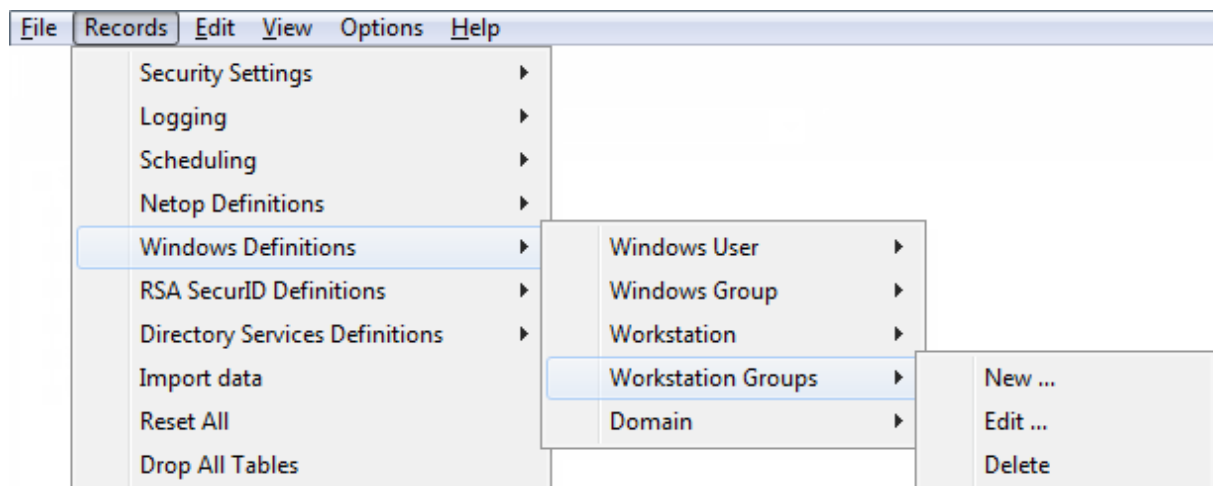 File Records Edit View Options Help
Security Settings
Logging
Scheduling
Netop Definitions
Windows Definitions
RSA SecurID Definitions
Directory Services Definitions
Import data
Reset All
Drop All Tables
Windows User
Windows Group
Workstation
Workstation Groups
Domain
New ...
Edit ...
Delete